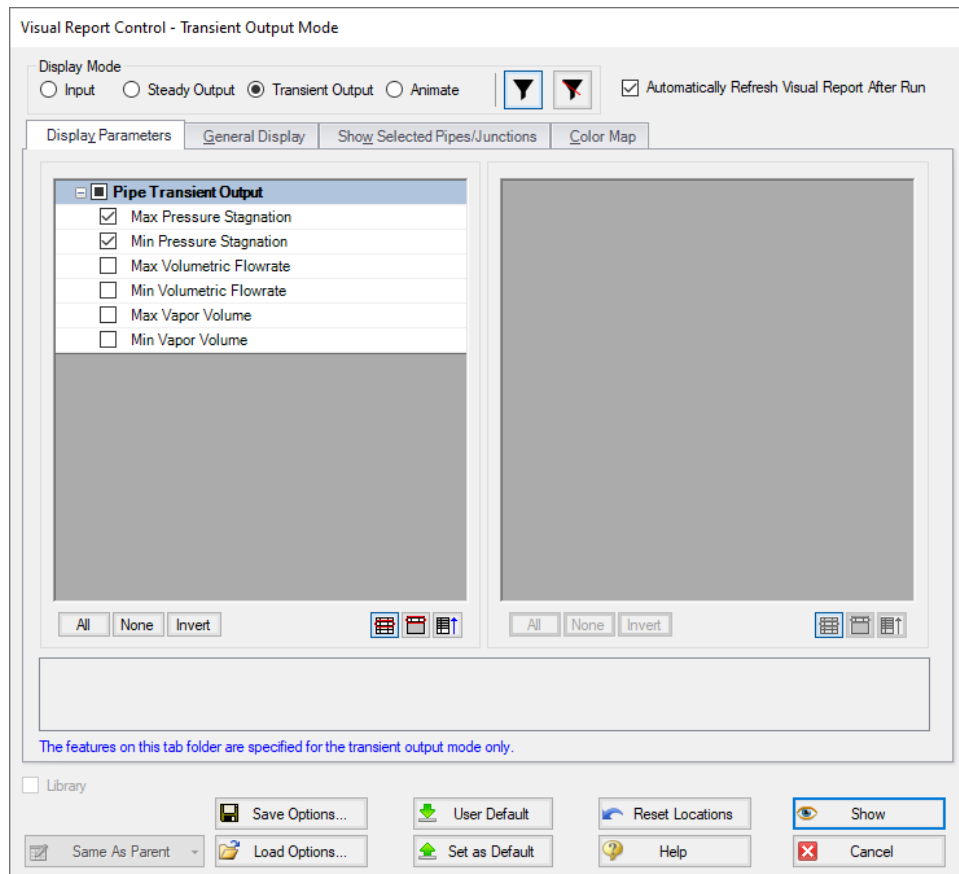 Visual Report Control - Transient Output Mode
Display Mode
Input Steady Output Transient Output Animate Automatically Refresh Visual Report After Run
Display Parameters General Display Show Selected Pipes/Junctions Color Map
Pipe Transient Output
Max Pressure Stagnation
Min Pressure Stagnation
Max Volumetric Flowrate
Min Volumetric Flowrate
Max Vapor Volume
Min Vapor Volume
All None Invert All None Invert
The features on this tab folder are specified for the transient output mode only.
Library
Save Options... User Default Reset Locations Show
Same As Parent Load Options... Set as Default Help Cancel